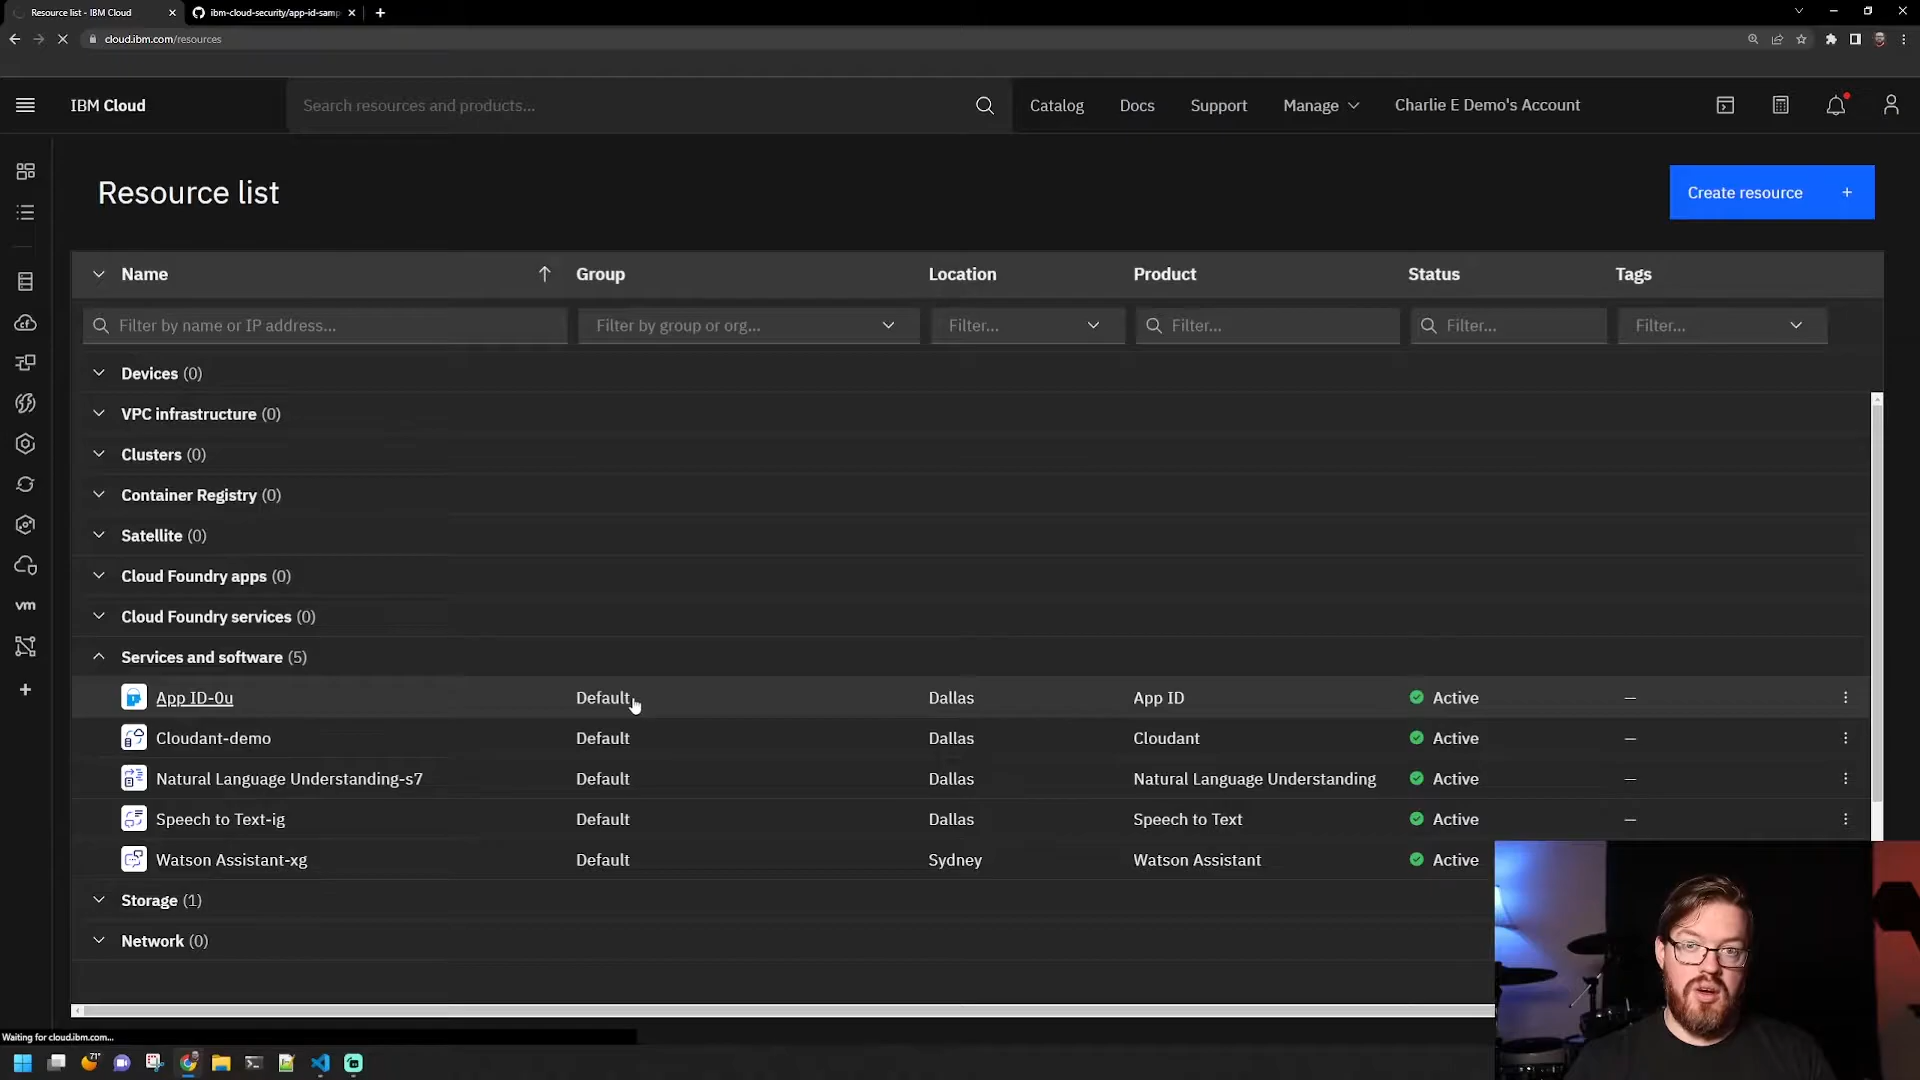 Resource list - IBM Cloud
ibm-cloud-security/app-id-samp
cloud.ibm.com/resources
IBM Cloud
Search resources and products...
Catalog
Docs
Support
Manage
Charlie E Demo's Account
Resource list
Create resource +
Name
Group
Location
Product
Status
Tags
Filter by name or IP address...
Filter by group or org...
Filter...
Filter...
Filter...
Filter...
Devices (0)
VPC infrastructure (0)
Clusters (0)
Container Registry (0)
Satellite (0)
Cloud Foundry apps (0)
Cloud Foundry services (0)
vm
Services and software (5)
App ID-0u Default Dallas App ID Active —
Cloudant-demo Default Dallas Cloudant Active —
Natural Language Understanding-s7 Default Dallas Natural Language Understanding Active —
Speech to Text-ig Default Dallas Speech to Text Active —
Watson Assistant-xg Default Sydney Watson Assistant Active
Storage (1)
Network (0)
Waiting for cloud.ibm.com...
71°